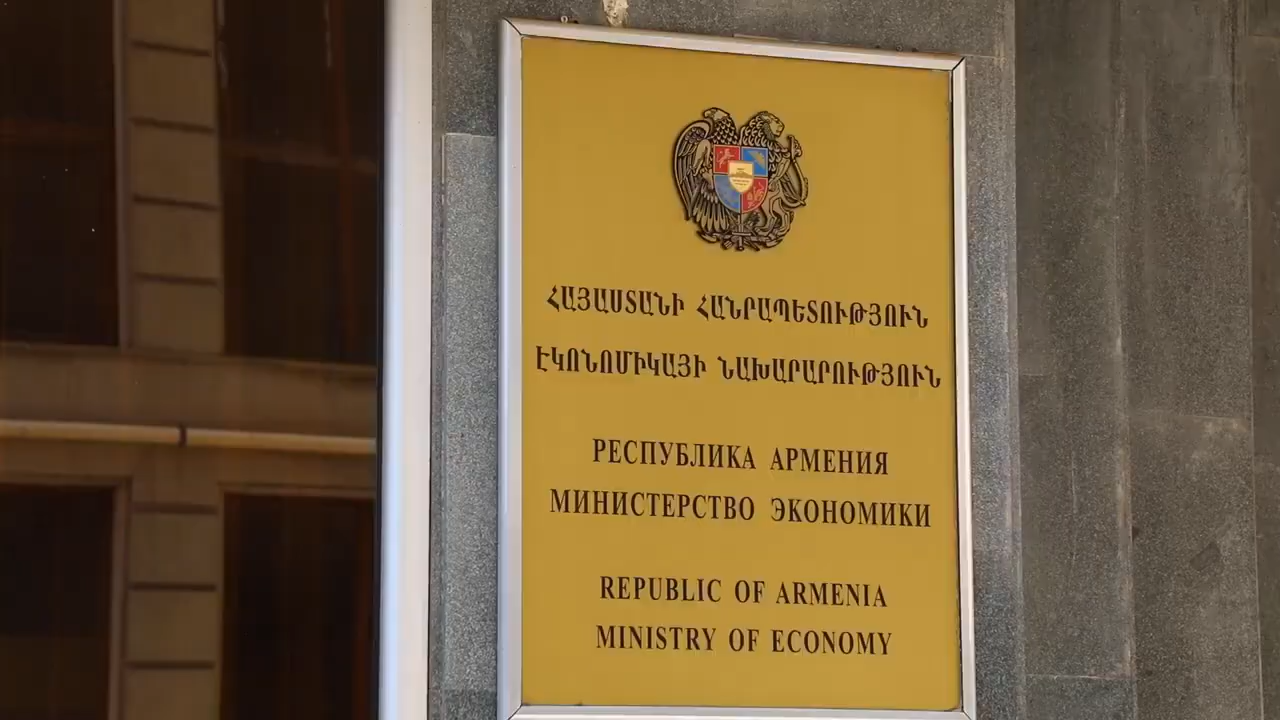 ՀԱՅԱՍՏԱՆԻ ՀԱՆՐԱՊԵՏՈՒԹՅՈՒՆ
ԷԿՈՆՈՄԻԿԱՅԻ ՆԱԽԱՐԱՐՈՒԹՅՈՒՆ
РЕСПУБЛИКА АРМЕНИЯ
МИНИСТЕРСТВО ЭКОНОМИКИ
REPUBLIC OF ARMENIA
MINISTRY OF ECONOMY